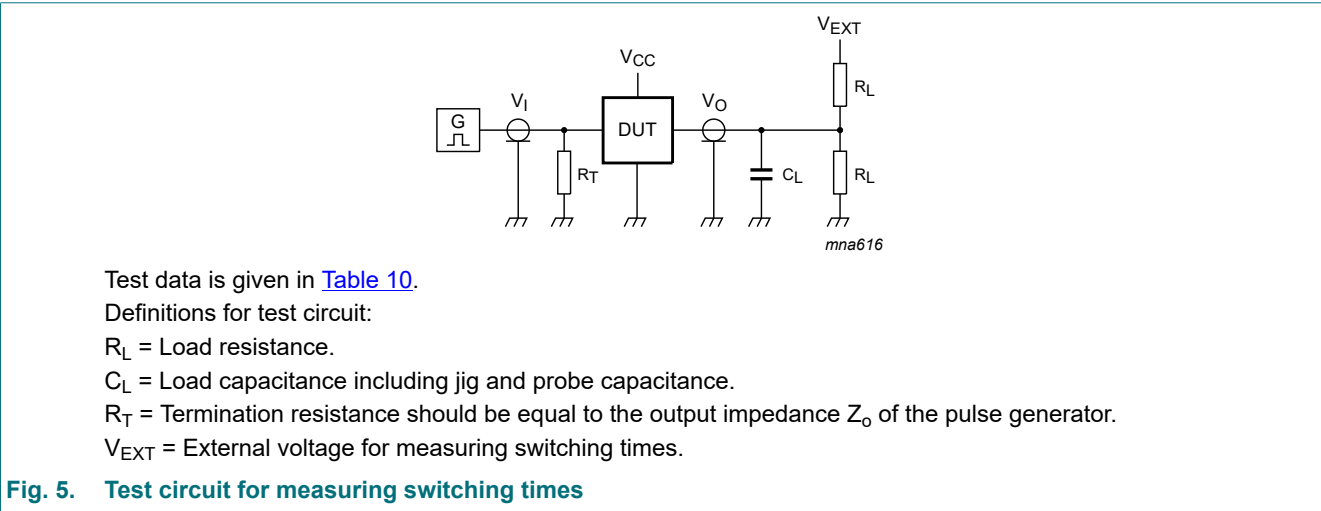 VEXT
VCC
RL
G
VI
DUT
VO
RT
CL
RL
mna616
Test data is given in Table 10.
Definitions for test circuit:
RL = Load resistance.
CL = Load capacitance including jig and probe capacitance.
RT = Termination resistance should be equal to the output impedance Zo of the pulse generator.
VEXT = External voltage for measuring switching times.
Fig. 5. Test circuit for measuring switching times